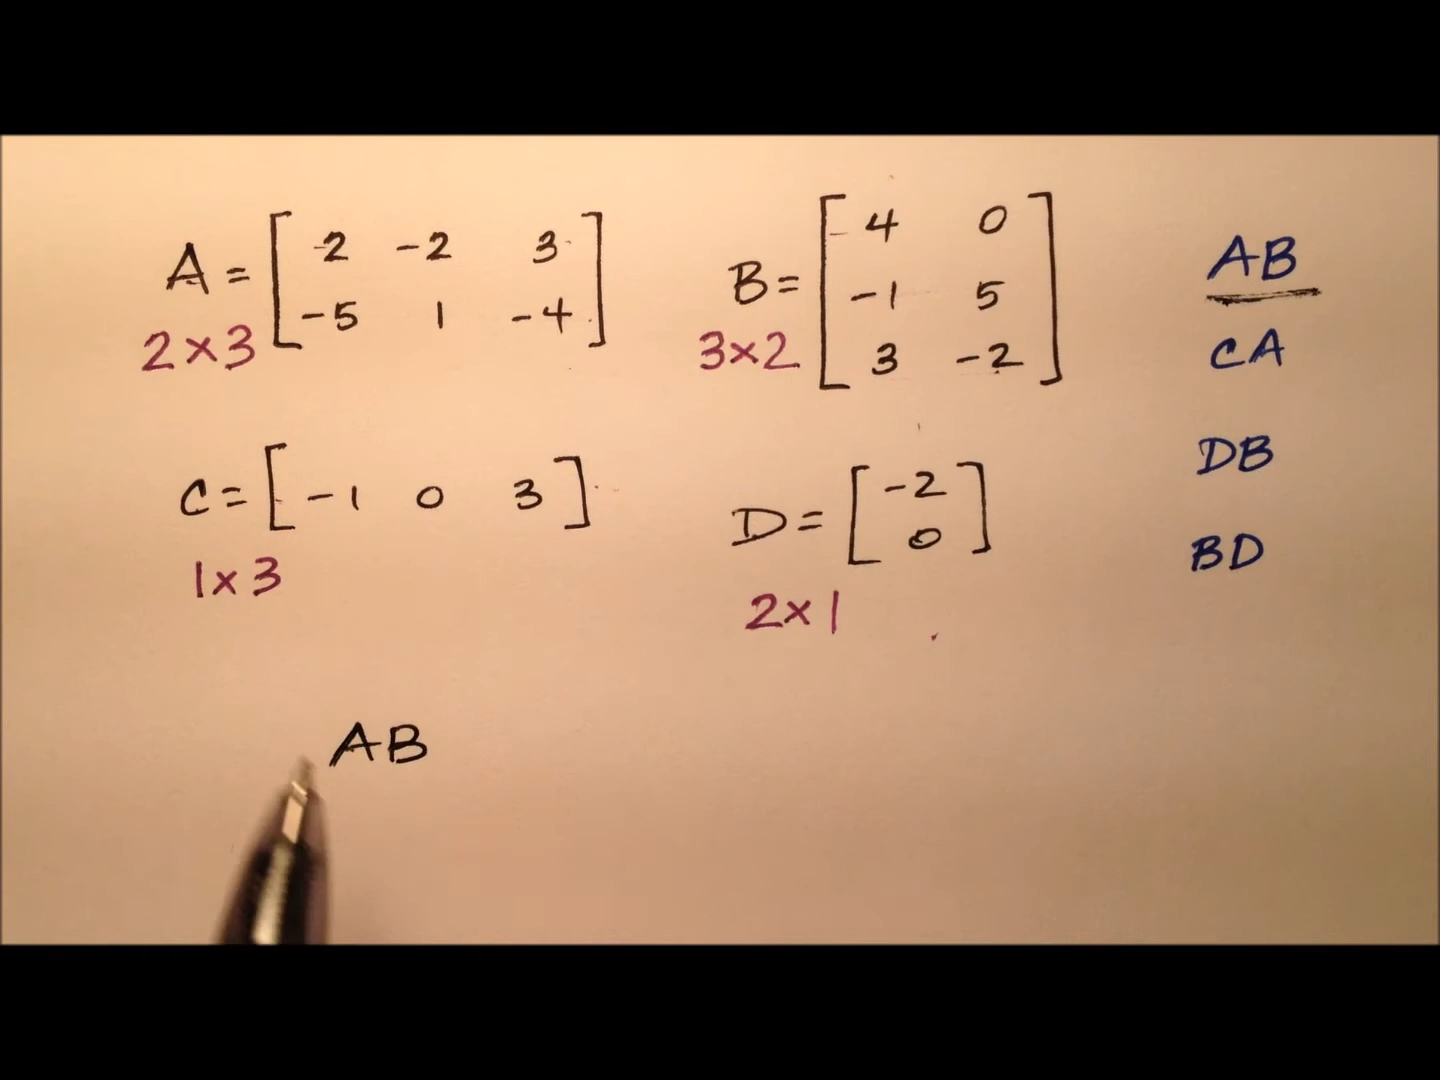 A = [ 2 -2 3
-5 1 -4 ]
2 x 3
B = [ 4 0
-1 5
3 -2 ]
3 x 2
C = [ -1 0 3 ]
1 x 3
D = [ -2
0 ]
2 x 1
AB
CA
DB
BD
AB